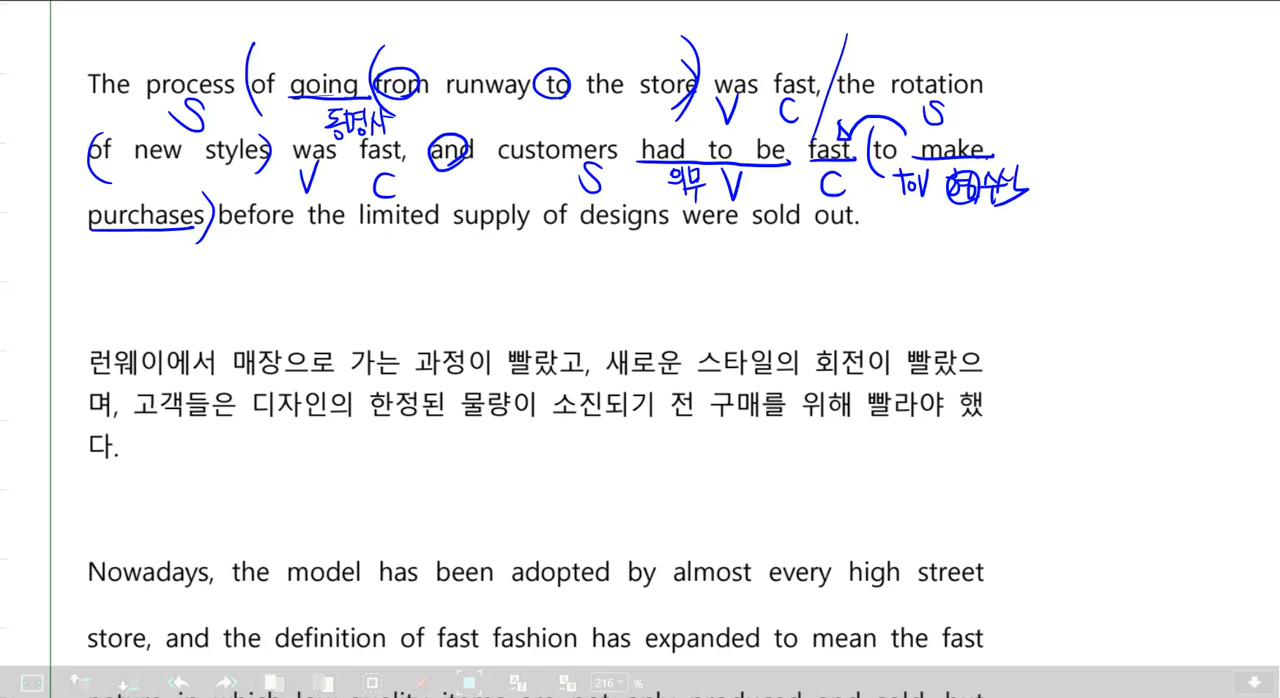 The process of going from runway to the store was fast, the rotation
S 동명사 V C S
of new styles was fast, and customers had to be fast to make
V C S 의무 V C toV
purchases before the limited supply of designs were sold out.
런웨이에서 매장으로 가는 과정이 빨랐고, 새로운 스타일의 회전이 빨랐으
며, 고객들은 디자인의 한정된 물량이 소진되기 전 구매를 위해 빨라야 했
다.
Nowadays, the model has been adopted by almost every high street
store, and the definition of fast fashion has expanded to mean the fast
216 %